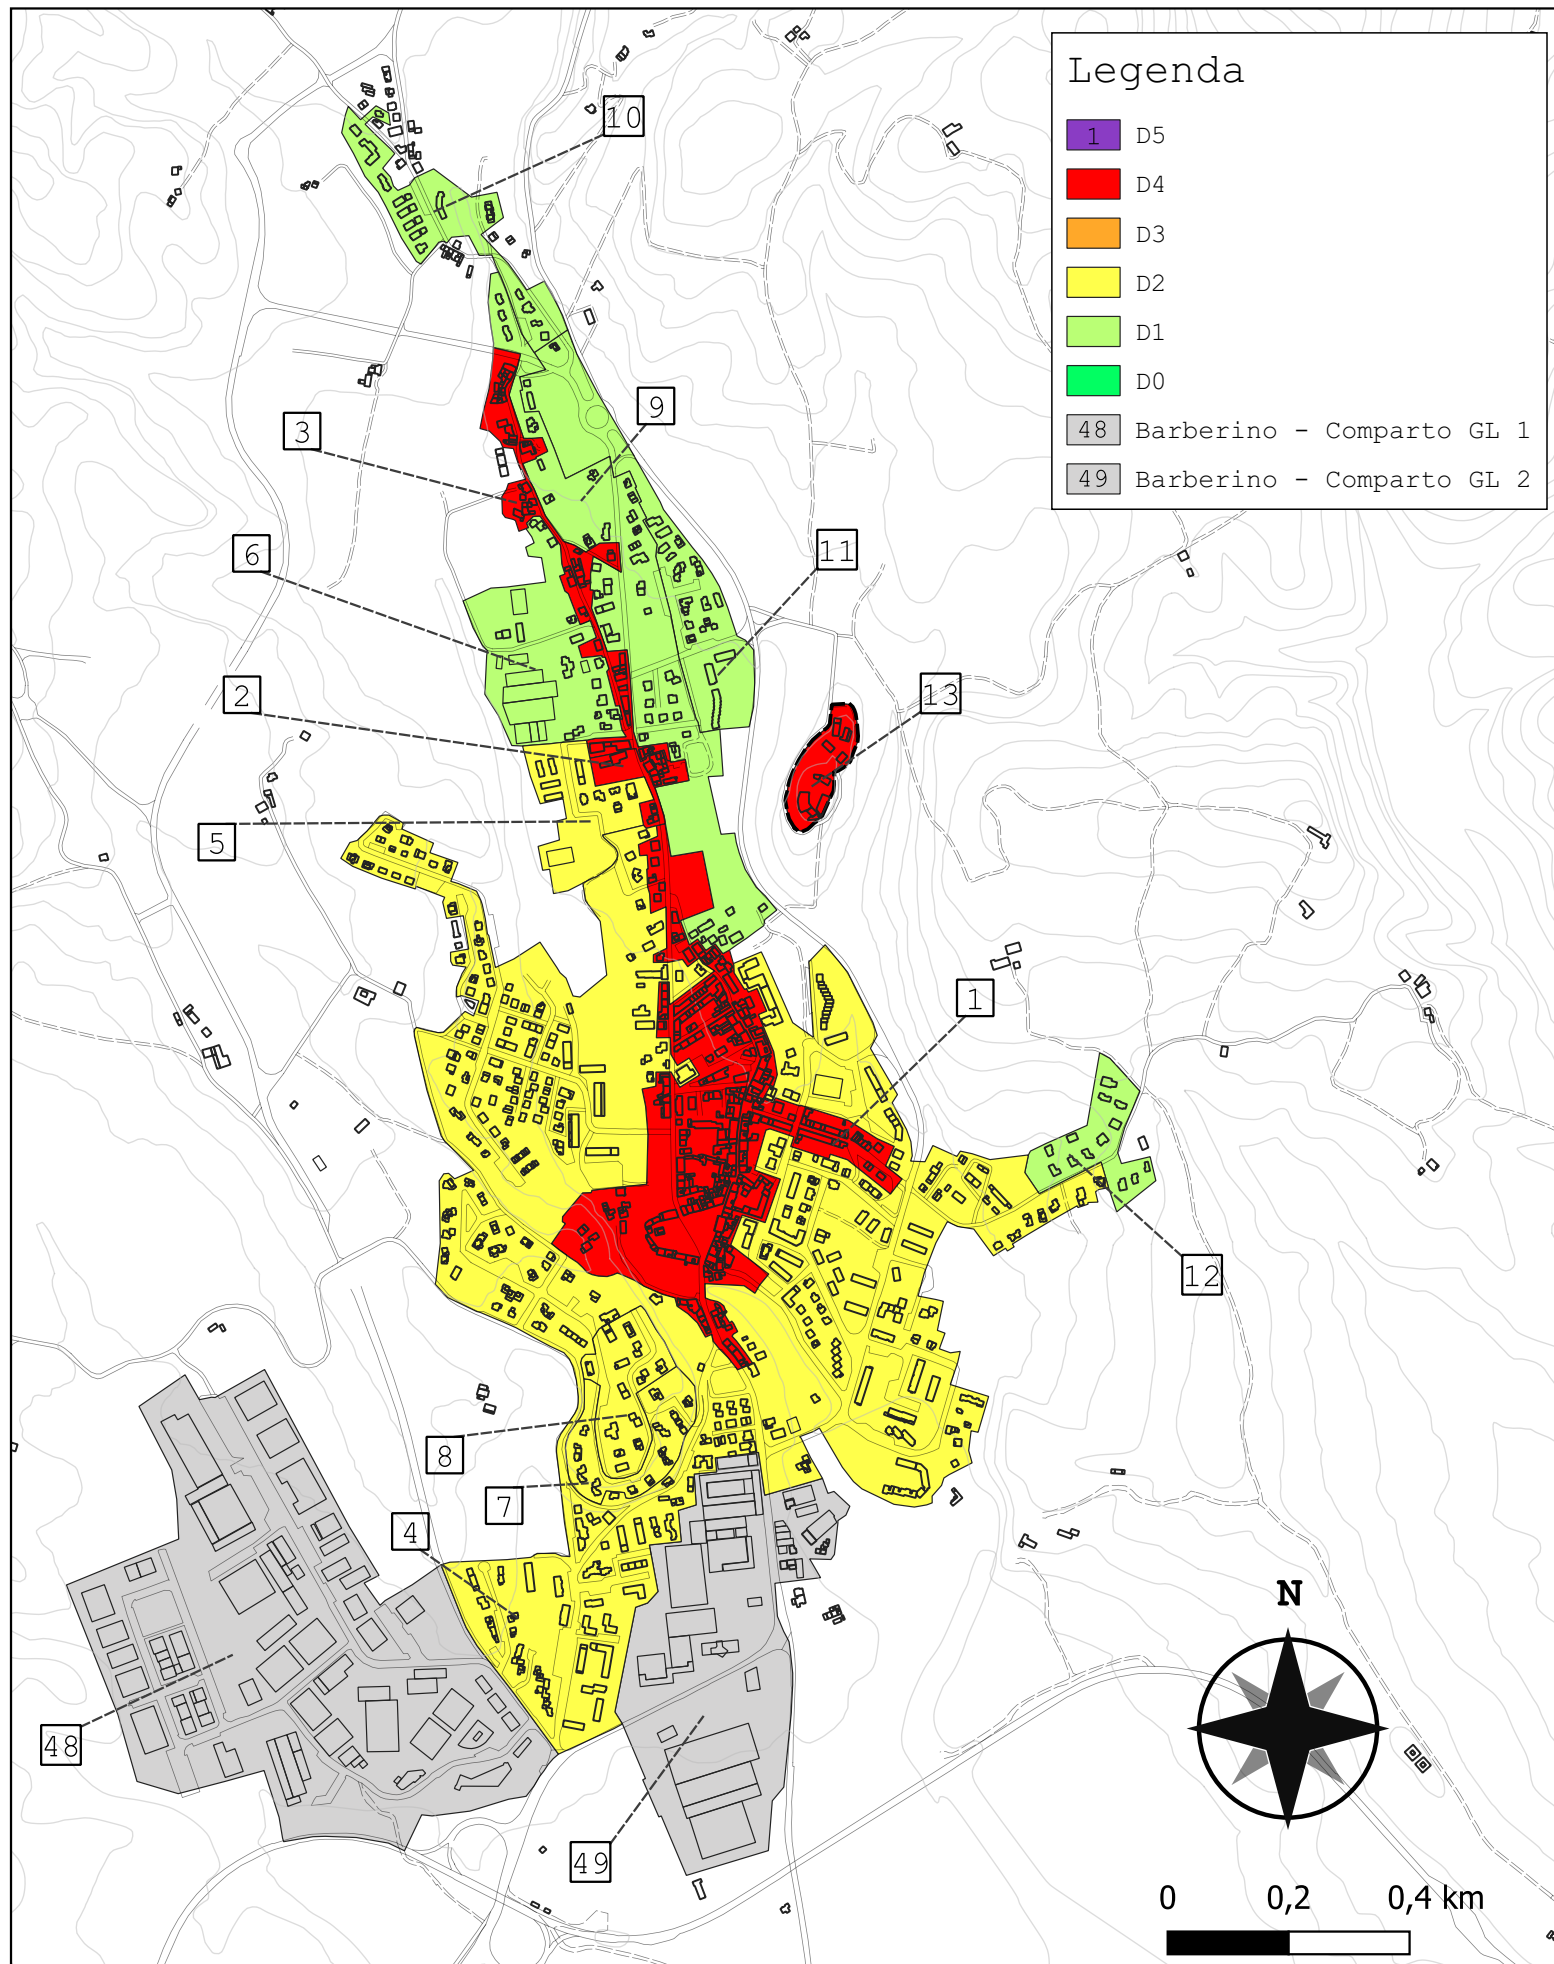 Legenda
1 D5
D4
D3
D2
D1
D0
48 Barberino - Comparto GL 1
49 Barberino - Comparto GL 2
10
9
3
6
11
2
13
5
1
12
8
7
4
48
49
N
0 0,2 0,4 km